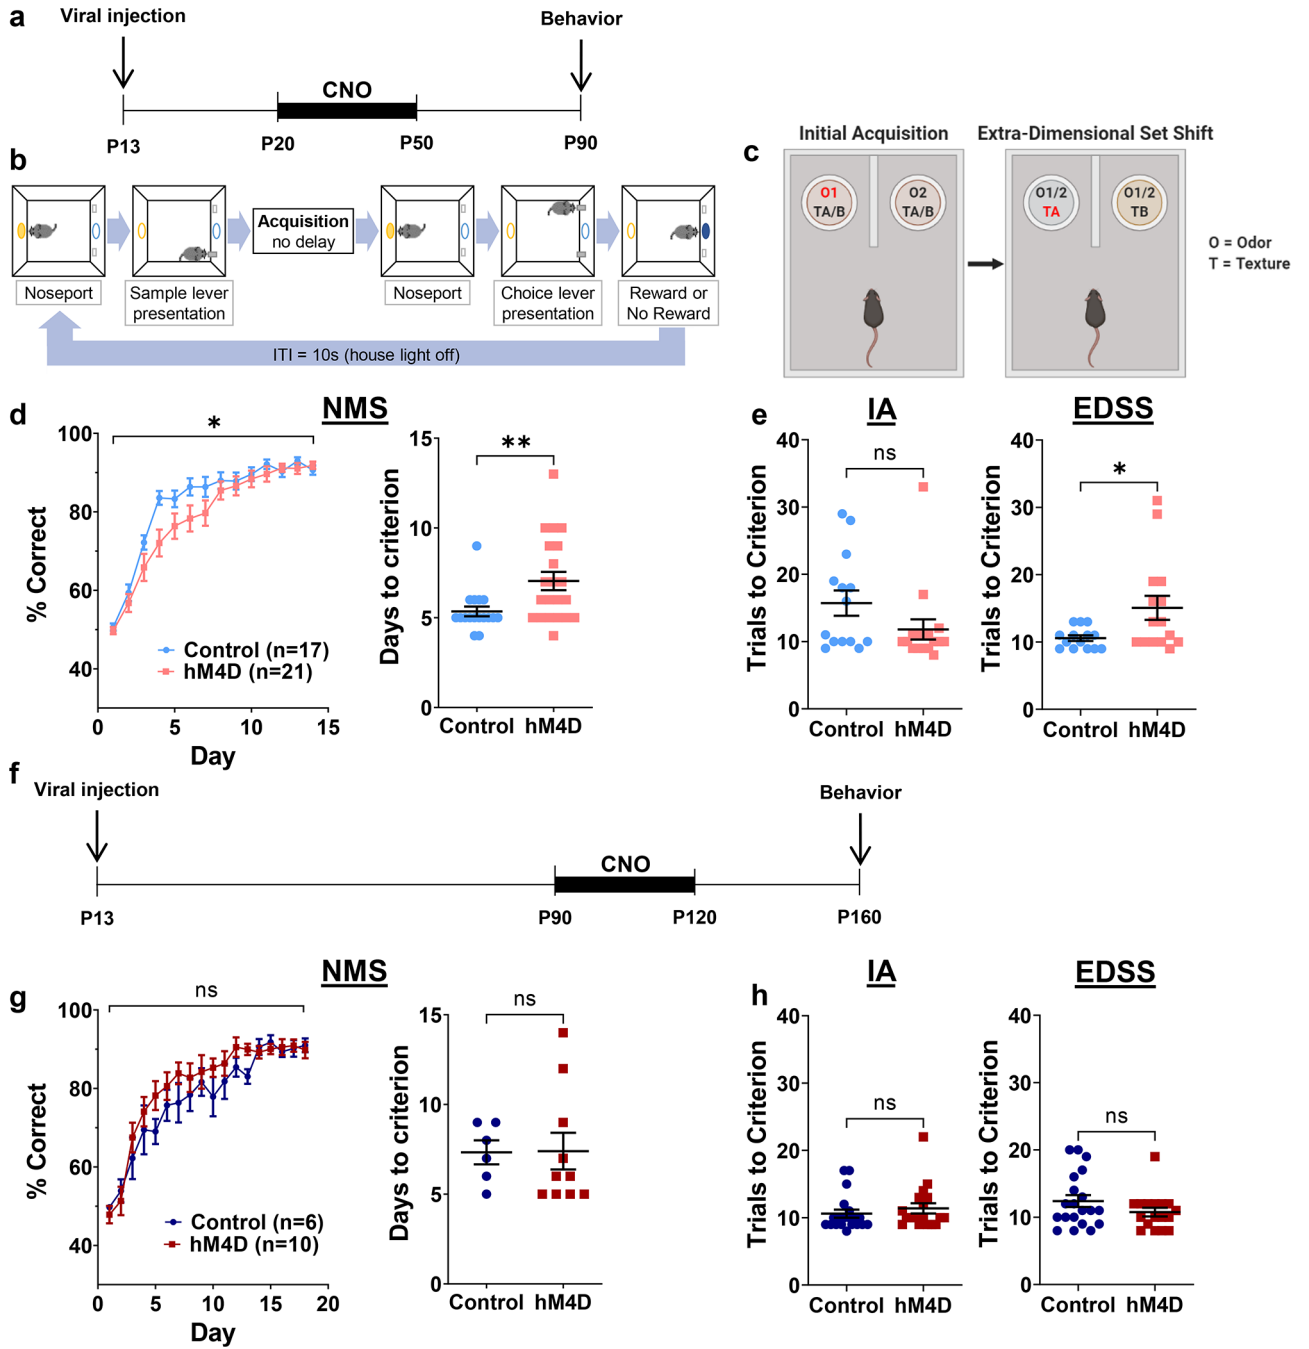 a
Viral injection
Behavior
CNO
P13
P20
P50
P90
b
Acquisition
no delay
Noseport
Sample lever
presentation
Noseport
Choice lever
presentation
Reward or
No Reward
ITI = 10s (house light off)
c
Initial Acquisition
Extra-Dimensional Set Shift
O1
TA/B
O2
TA/B
O1/2
TA
O1/2
TB
O = Odor
T = Texture
d
NMS
*
100
80
60
40
% Correct
Control (n=17)
hM4D (n=21)
0
5
10
15
Day
**
15
10
5
0
Days to criterion
Control
hM4D
e
IA
ns
40
30
20
10
0
Trials to Criterion
Control
hM4D
EDSS
*
40
30
20
10
0
Trials to Criterion
Control
hM4D
f
Viral injection
Behavior
CNO
P13
P90
P120
P160
g
NMS
ns
100
80
60
40
% Correct
Control (n=6)
hM4D (n=10)
0
5
10
15
20
Day
ns
15
10
5
0
Days to criterion
Control
hM4D
h
IA
ns
40
30
20
10
0
Trials to Criterion
Control
hM4D
EDSS
ns
40
30
20
10
0
Trials to Criterion
Control
hM4D